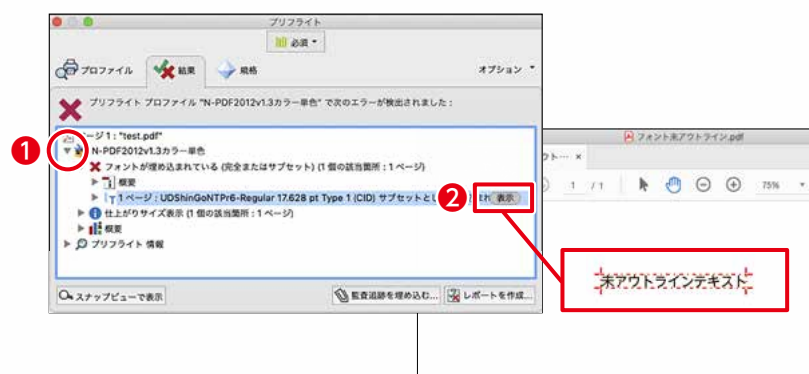 プリフライト
必須
プロファイル 結果 規格 オプション
プリフライト プロファイル "N-PDF2012v1.3カラー単色" で次のエラーが検出されました：
ページ 1："test.pdf"
1
N-PDF2012v1.3カラー単色
フォントが埋め込まれている (完全またはサブセット) (1 個の該当箇所：1 ページ)
概要
1 ページ：UDShinGoNTPr6-Regular 17.628 pt Type 1 (CID) サブセットとし
2
表示
仕上がりサイズ表示 (1 個の該当箇所：1 ページ)
概要
プリフライト 情報
スナップビューで表示 監査追跡を埋め込む... レポートを作成...
フォント未アウトライン.pdf
ウト… ×
1 / 1 75%
未アウトラインテキスト